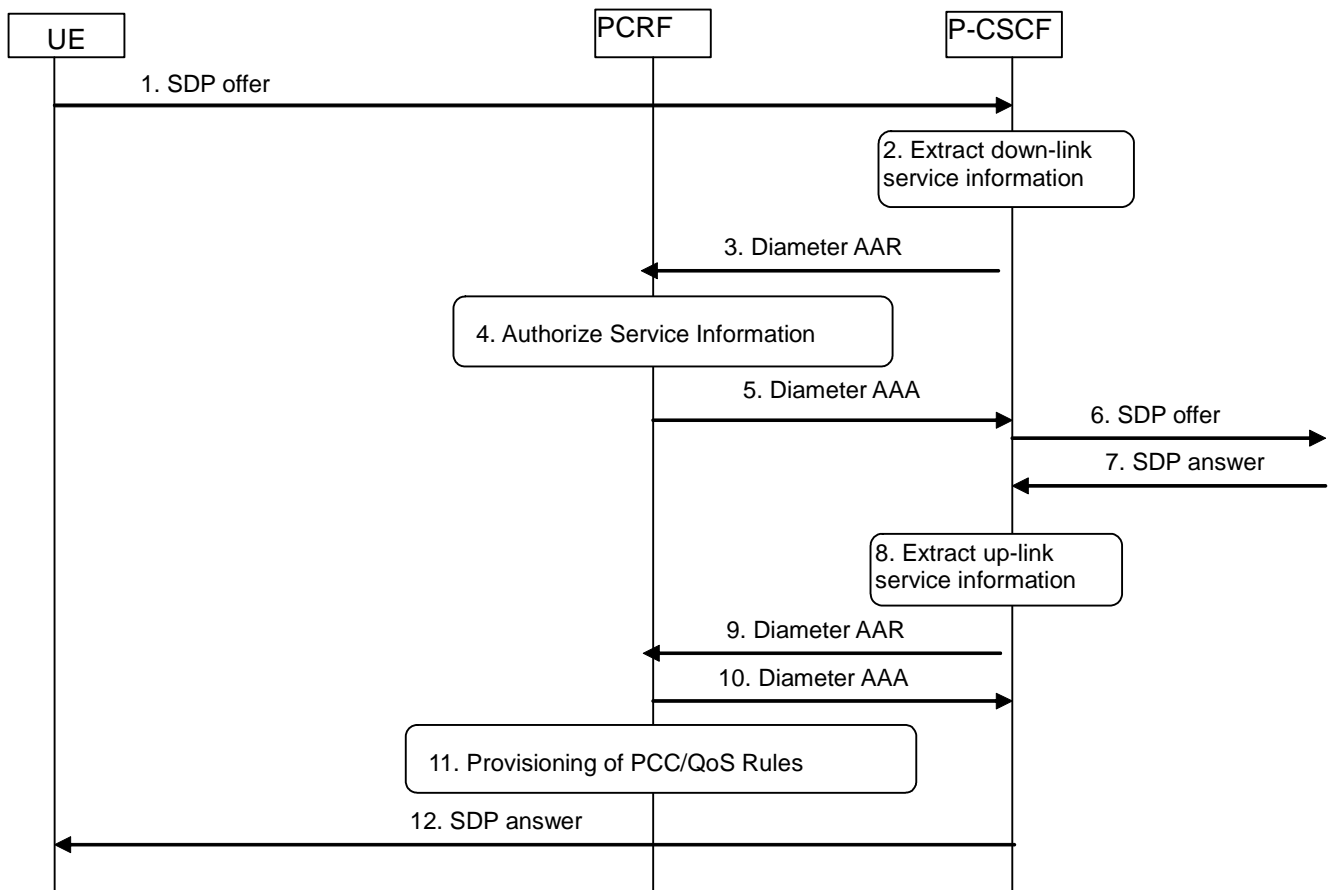 UE
PCRF
P-CSCF
1. SDP offer
2. Extract down-link
service information
3. Diameter AAR
4. Authorize Service Information
5. Diameter AAA
6. SDP offer
7. SDP answer
8. Extract up-link
service information
9. Diameter AAR
10. Diameter AAA
11. Provisioning of PCC/QoS Rules
12. SDP answer